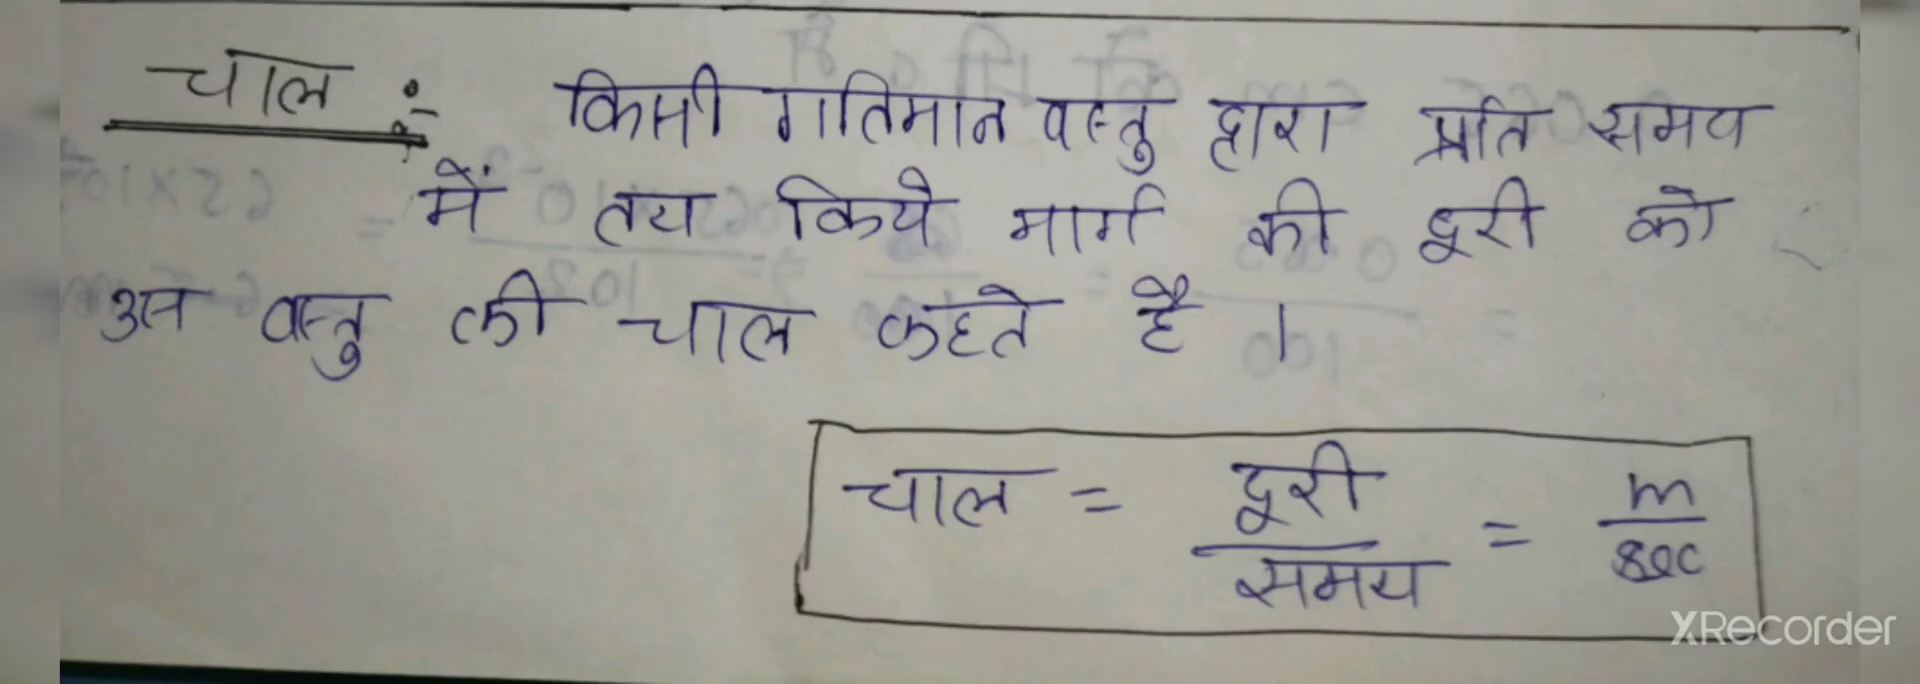 चाल :-  किसी गतिमान वस्तु द्वारा प्रति समय
में तय किये मार्ग की दूरी को
उस वस्तु की चाल कहते है ।
चाल = दूरी / समय = m / sec
XRecorder